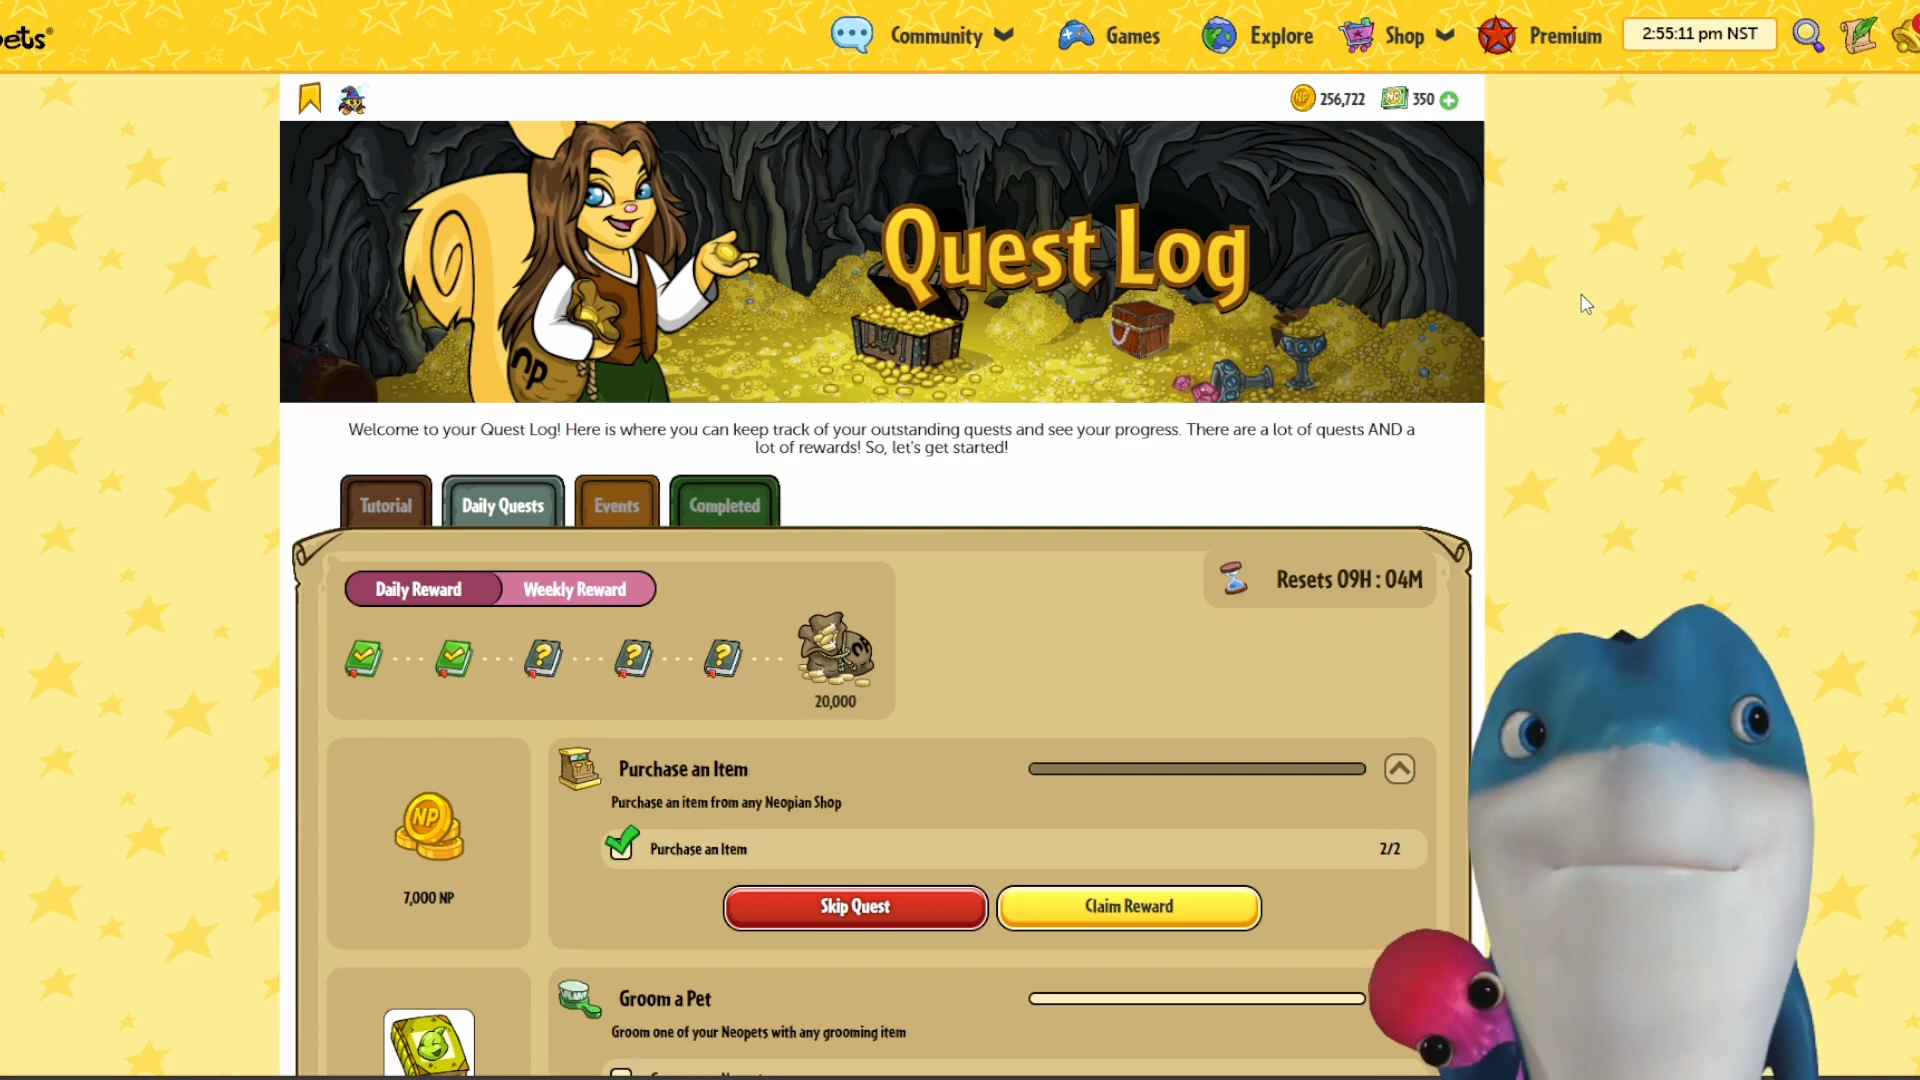 ets
Community
Games
Explore
Shop
Premium
2:55:11 pm NST
NP 256,722
NC 350
Quest Log
np
Welcome to your Quest Log! Here is where you can keep track of your outstanding quests and see your progress. There are a lot of quests AND a
lot of rewards! So, let's get started!
Tutorial
Daily Quests
Events
Completed
Daily Reward
Weekly Reward
Resets 09H : 04M
? ? ?
20,000
Purchase an Item
Purchase an item from any Neopian Shop
Purchase an Item 2/2
NP
7,000 NP
Skip Quest
Claim Reward
Groom a Pet
Groom one of your Neopets with any grooming item